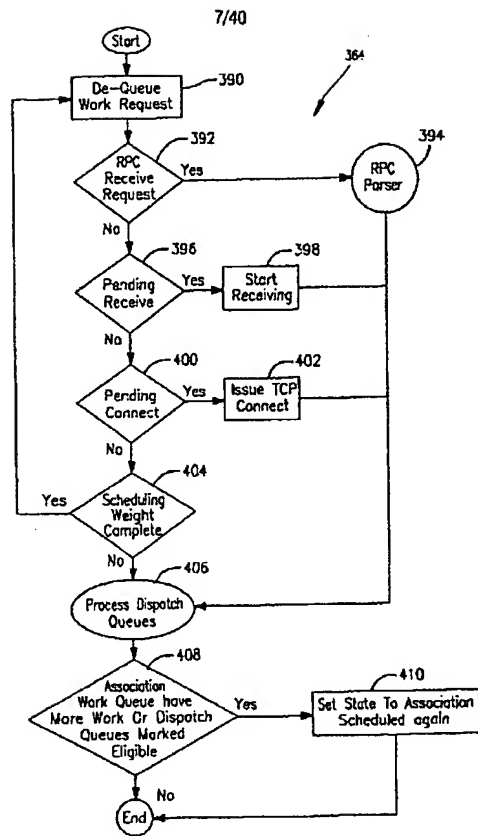 7/40
Start
364
De-Queue
Work Request
390
392
RPC
Receive
Request
Yes
394
RPC
Parser
No
396
Pending
Receive
Yes
398
Start
Receiving
No
400
Pending
Connect
Yes
402
Issue TCP
Connect
No
404
Yes
Scheduling
Weight
Complete
No
406
Process Dispatch
Queues
408
Association
Work Queue have
More Work Or Dispatch
Queues Marked
Eligible
Yes
410
Set State To Association
Scheduled again
No
End